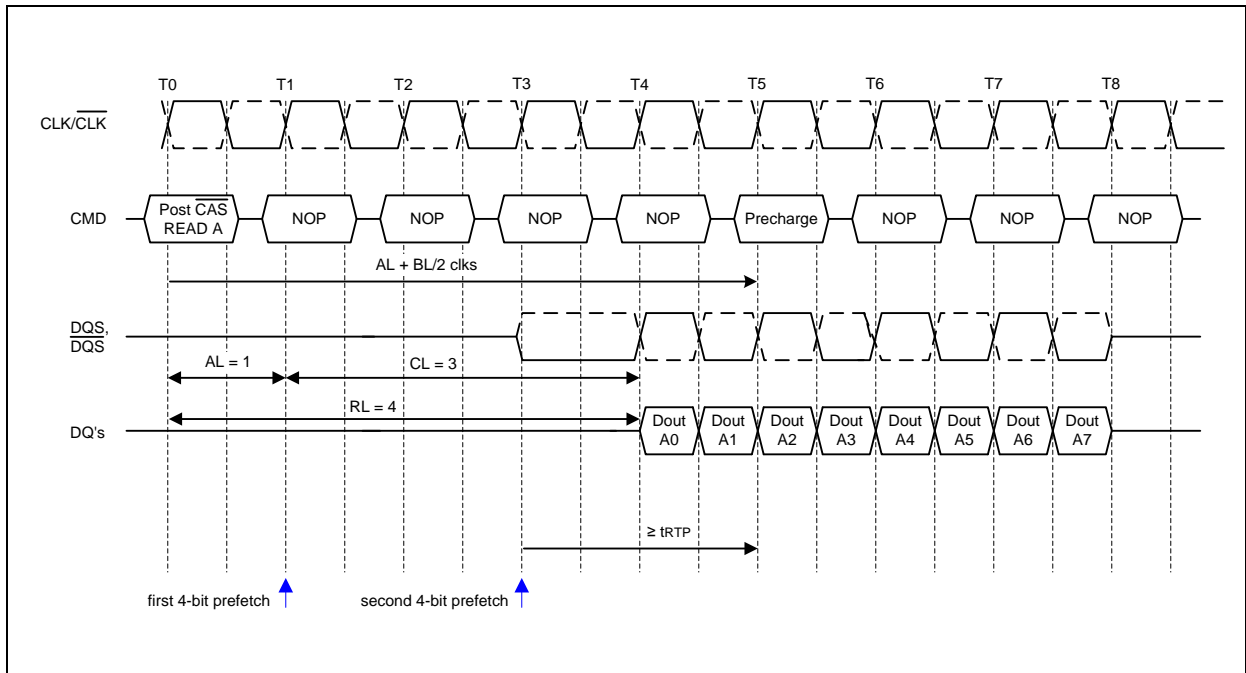 T0 T1 T2 T3 T4 T5 T6 T7 T8
CLK/CLK
CMD
Post CAS
READ A
NOP NOP NOP NOP Precharge NOP NOP NOP
AL + BL/2 clks
DQS,
DQS
AL = 1
CL = 3
RL = 4
DQ's
Dout Dout Dout Dout Dout Dout Dout Dout
A0 A1 A2 A3 A4 A5 A6 A7
≥ tRTP
first 4-bit prefetch
second 4-bit prefetch